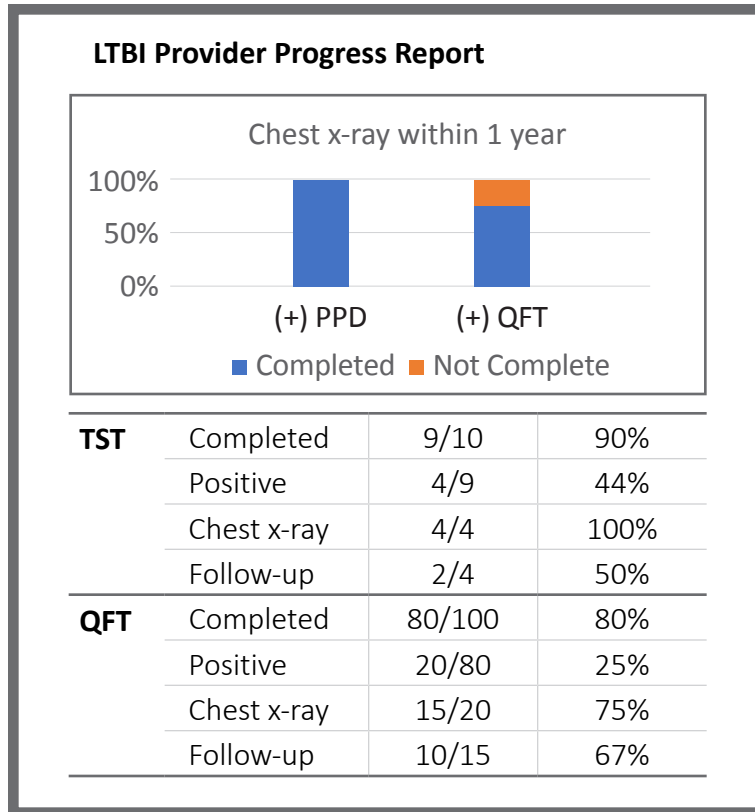 LTBI Provider Progress Report
Chest x-ray within 1 year
100%
50%
0%
(+) PPD (+) QFT
Completed Not Complete
TST Completed 9/10 90%
Positive 4/9 44%
Chest x-ray 4/4 100%
Follow-up 2/4 50%
QFT Completed 80/100 80%
Positive 20/80 25%
Chest x-ray 15/20 75%
Follow-up 10/15 67%